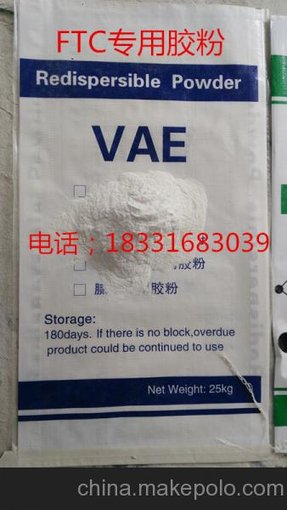 FTC专用胶粉
Redispersible Powder
VAE
电话；18331683039
胶粉
胶粉
Storage:
180days. If there is no block,overdue
product could be continued to use
Net Weight: 25kg
china.makepolo.com